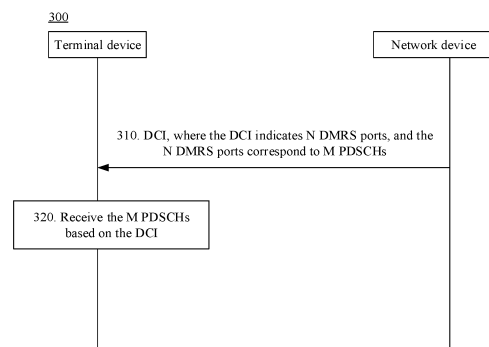 300
Terminal device
Network device
310. DCI, where the DCI indicates N DMRS ports, and the
N DMRS ports correspond to M PDSCHs
320. Receive the M PDSCHs
based on the DCI